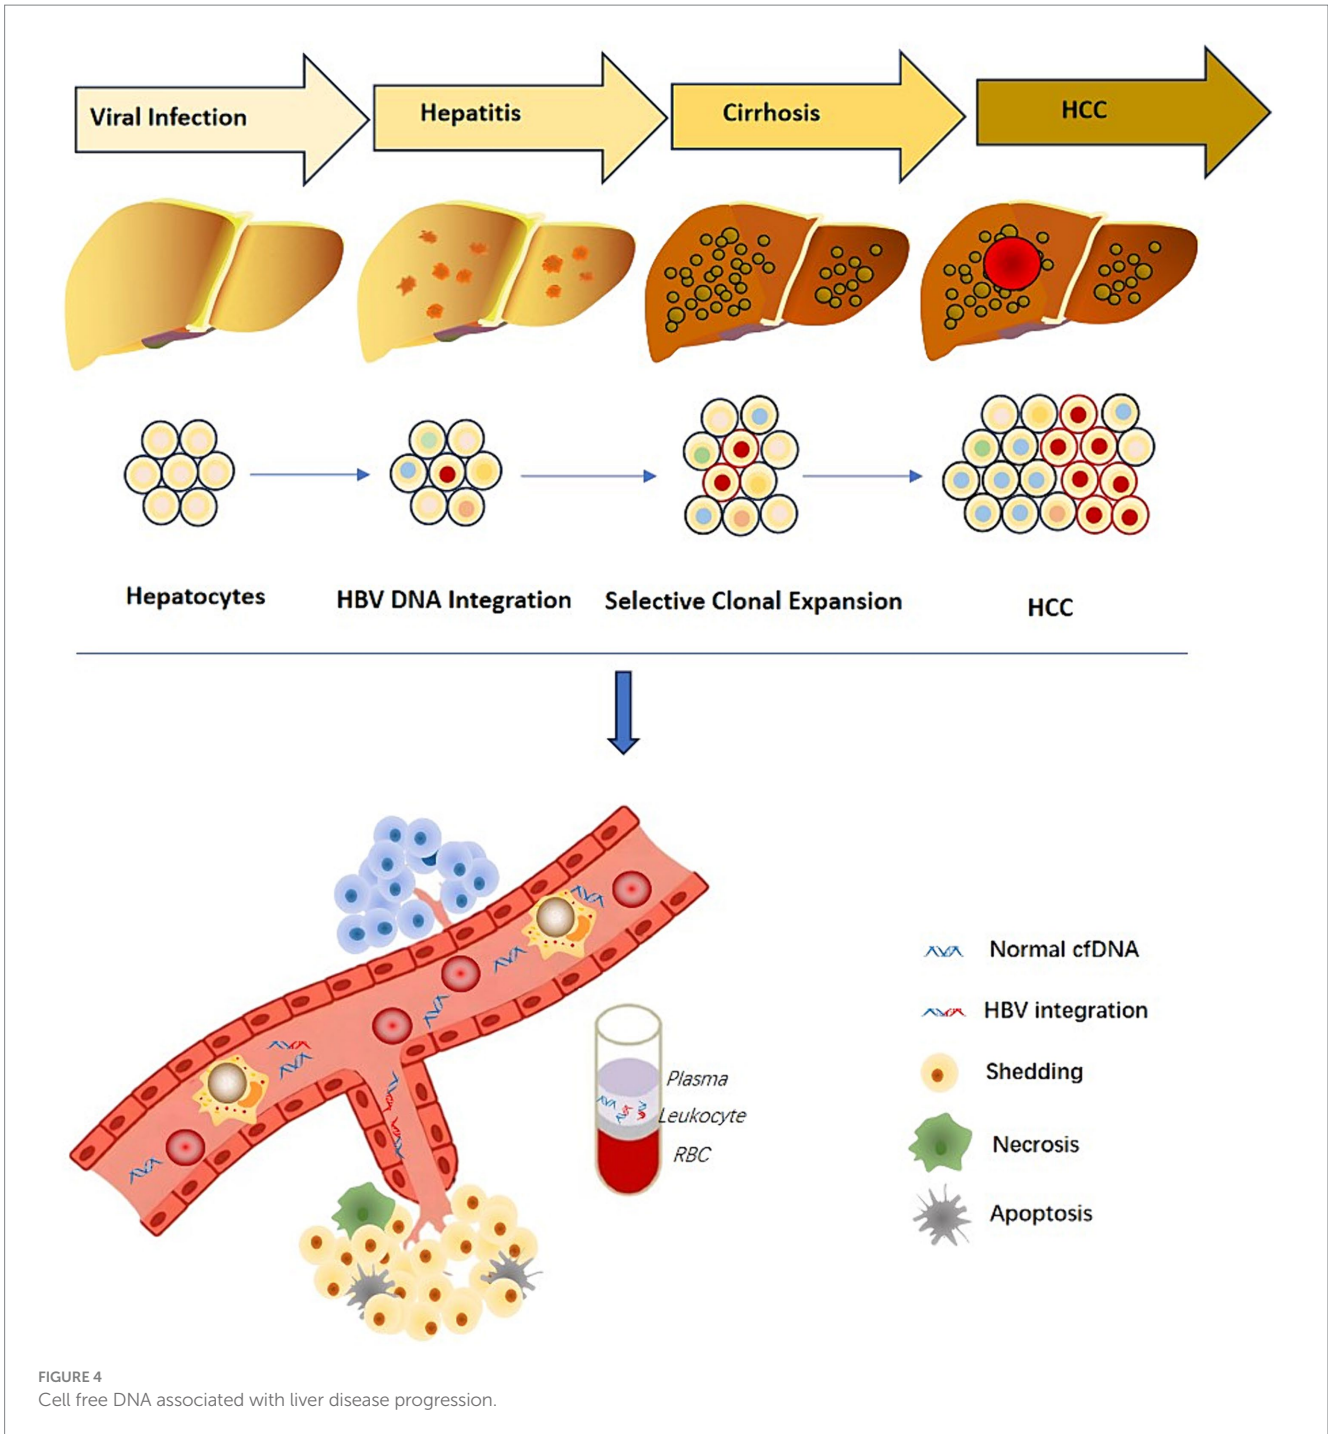 Viral Infection
Hepatitis
Cirrhosis
HCC
Hepatocytes
HBV DNA Integration
Selective Clonal Expansion
HCC
Normal cfDNA
HBV integration
Shedding
Necrosis
Apoptosis
Plasma
Leukocyte
RBC
FIGURE 4
Cell free DNA associated with liver disease progression.